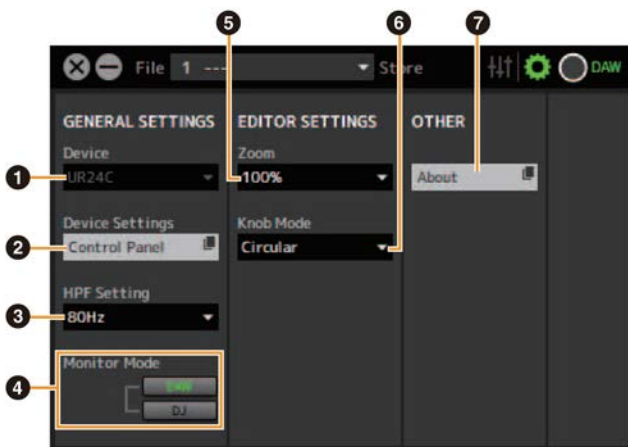 5 6 7
File 1 --- Store DAW
GENERAL SETTINGS EDITOR SETTINGS OTHER
Device Zoom
1 UR24C 100% About
Device Settings Knob Mode
2 Control Panel Circular
HPF Setting
3 80Hz
Monitor Mode
4 DAW
DJ